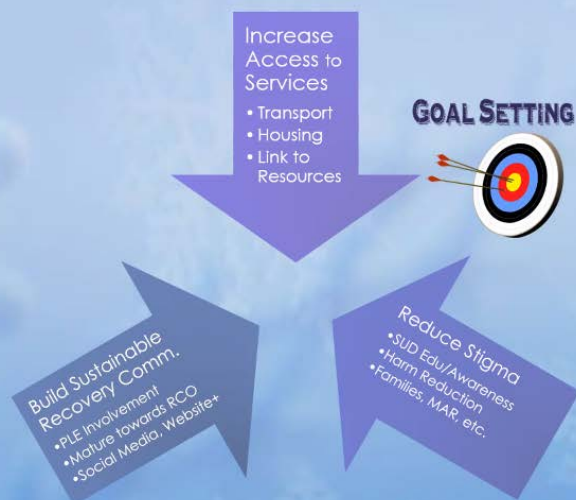 Increase
Access to
Services
• Transport
• Housing
• Link to
Resources
GOAL SETTING
Build Sustainable
Recovery Comm.
•PLE Involvement
•Mature towards RCO
•Social Media, Website+
Reduce Stigma
•SUD Edu/Awareness
•Harm Reduction
•Families, MAR, etc.